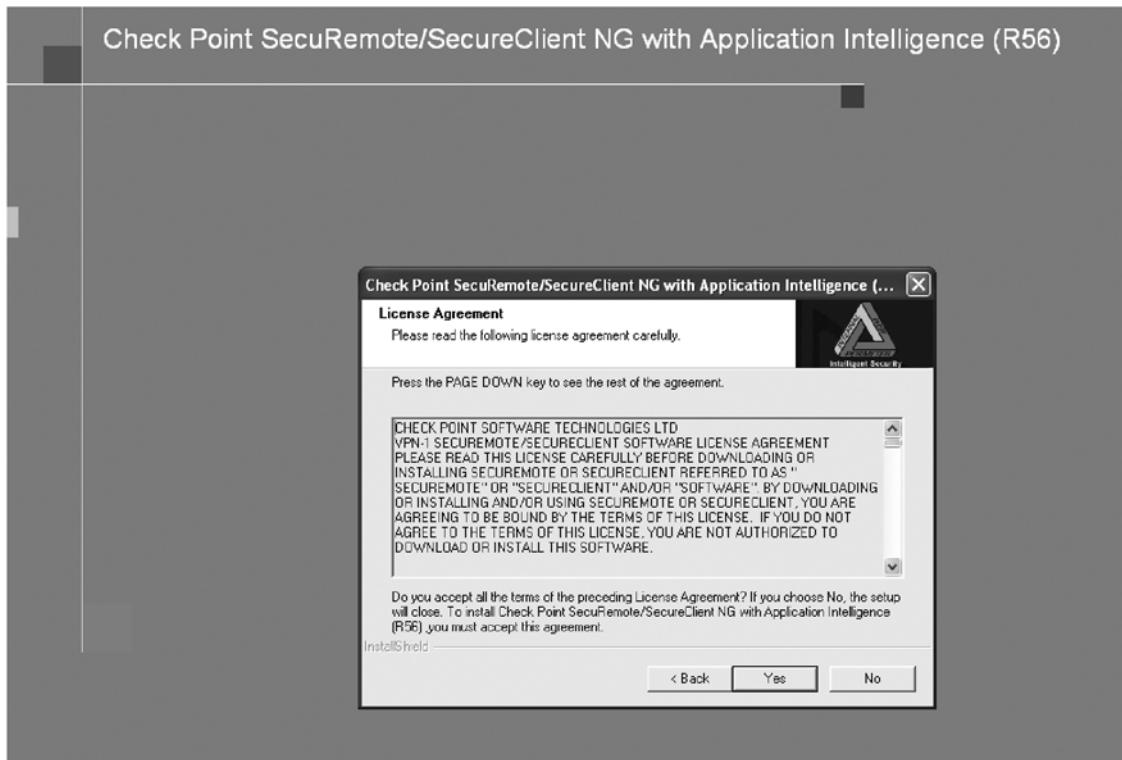 Check Point SecuRemote/SecureClient NG with Application Intelligence (R56)
Check Point SecuRemote/SecureClient NG with Application Intelligence (...
License Agreement
Please read the following license agreement carefully.
Intelligent Security
Press the PAGE DOWN key to see the rest of the agreement.
CHECK POINT SOFTWARE TECHNOLOGIES LTD
VPN-1 SECUREMOTE/SECURECLIENT SOFTWARE LICENSE AGREEMENT
PLEASE READ THIS LICENSE CAREFULLY BEFORE DOWNLOADING OR
INSTALLING SECUREMOTE OR SECURECLIENT REFERRED TO AS "
SECUREMOTE" OR "SECURECLIENT" AND/OR "SOFTWARE". BY DOWNLOADING
OR INSTALLING AND/OR USING SECUREMOTE OR SECURECLIENT, YOU ARE
AGREEING TO BE BOUND BY THE TERMS OF THIS LICENSE. IF YOU DO NOT
AGREE TO THE TERMS OF THIS LICENSE, YOU ARE NOT AUTHORIZED TO
DOWNLOAD OR INSTALL THIS SOFTWARE.
Do you accept all the terms of the preceding License Agreement? If you choose No, the setup
will close. To install Check Point SecuRemote/SecureClient NG with Application Intelligence
(R56) ,you must accept this agreement.
InstallShield
< Back
Yes
No